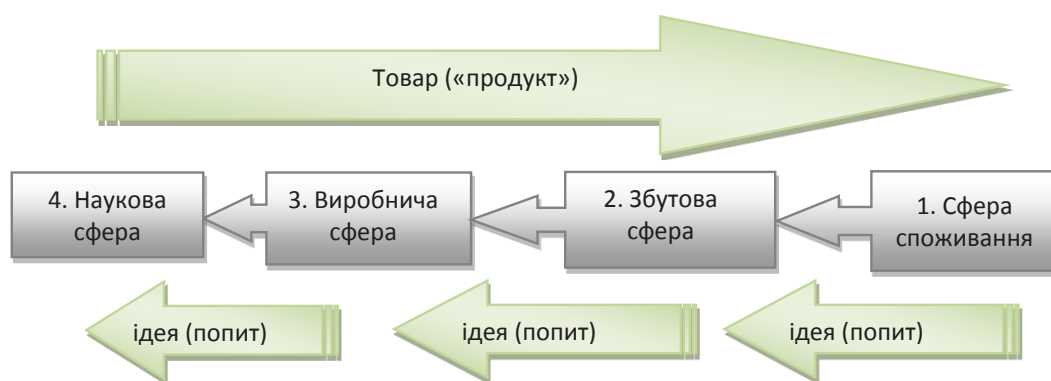 Товар («продукт»)
4. Наукова
сфера
3. Виробнича
сфера
2. Збутова
сфера
1. Сфера
споживання
ідея (попит)
ідея (попит)
ідея (попит)